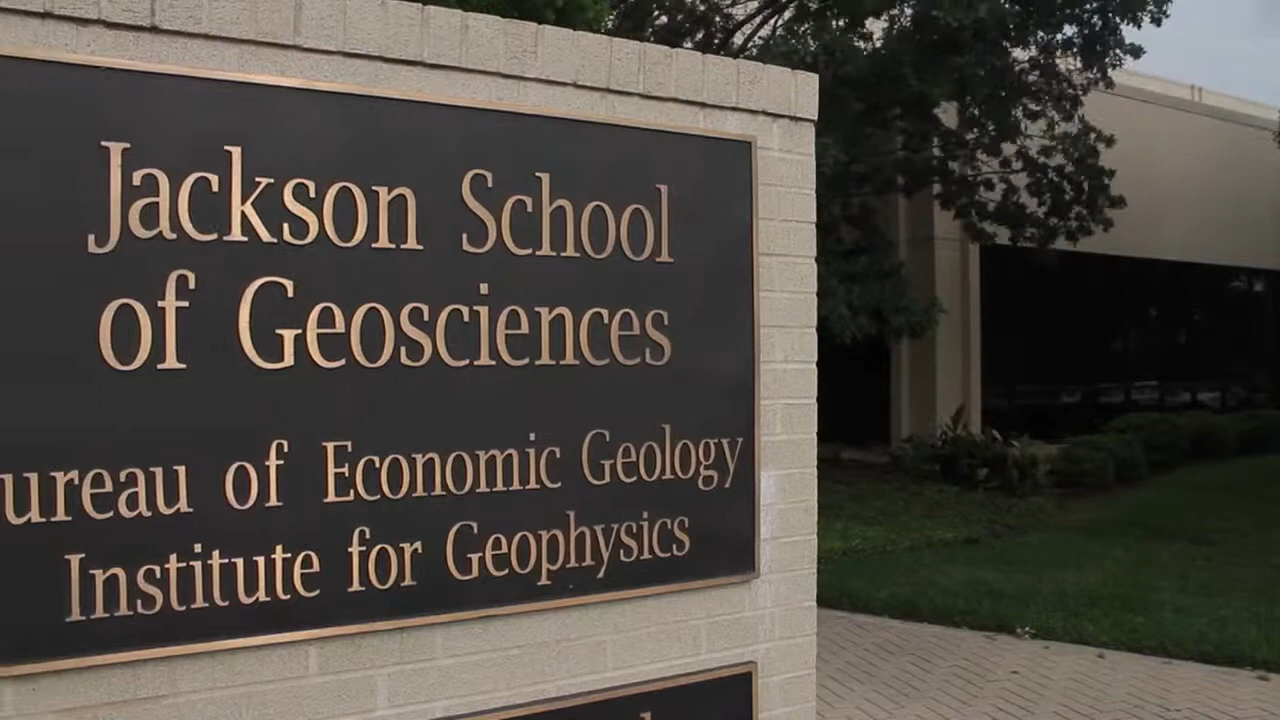 Jackson School
of Geosciences
ureau of Economic Geology
Institute for Geophysics